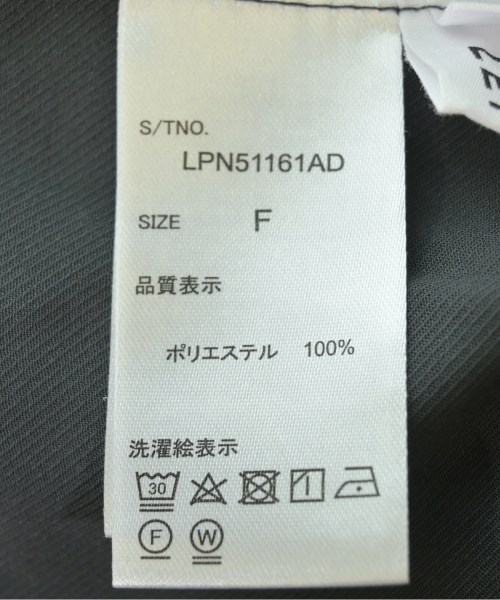 S/TNO.
LPN51161AD
SIZE F
品質表示
ポリエステル 100%
洗濯絵表示
30
F W